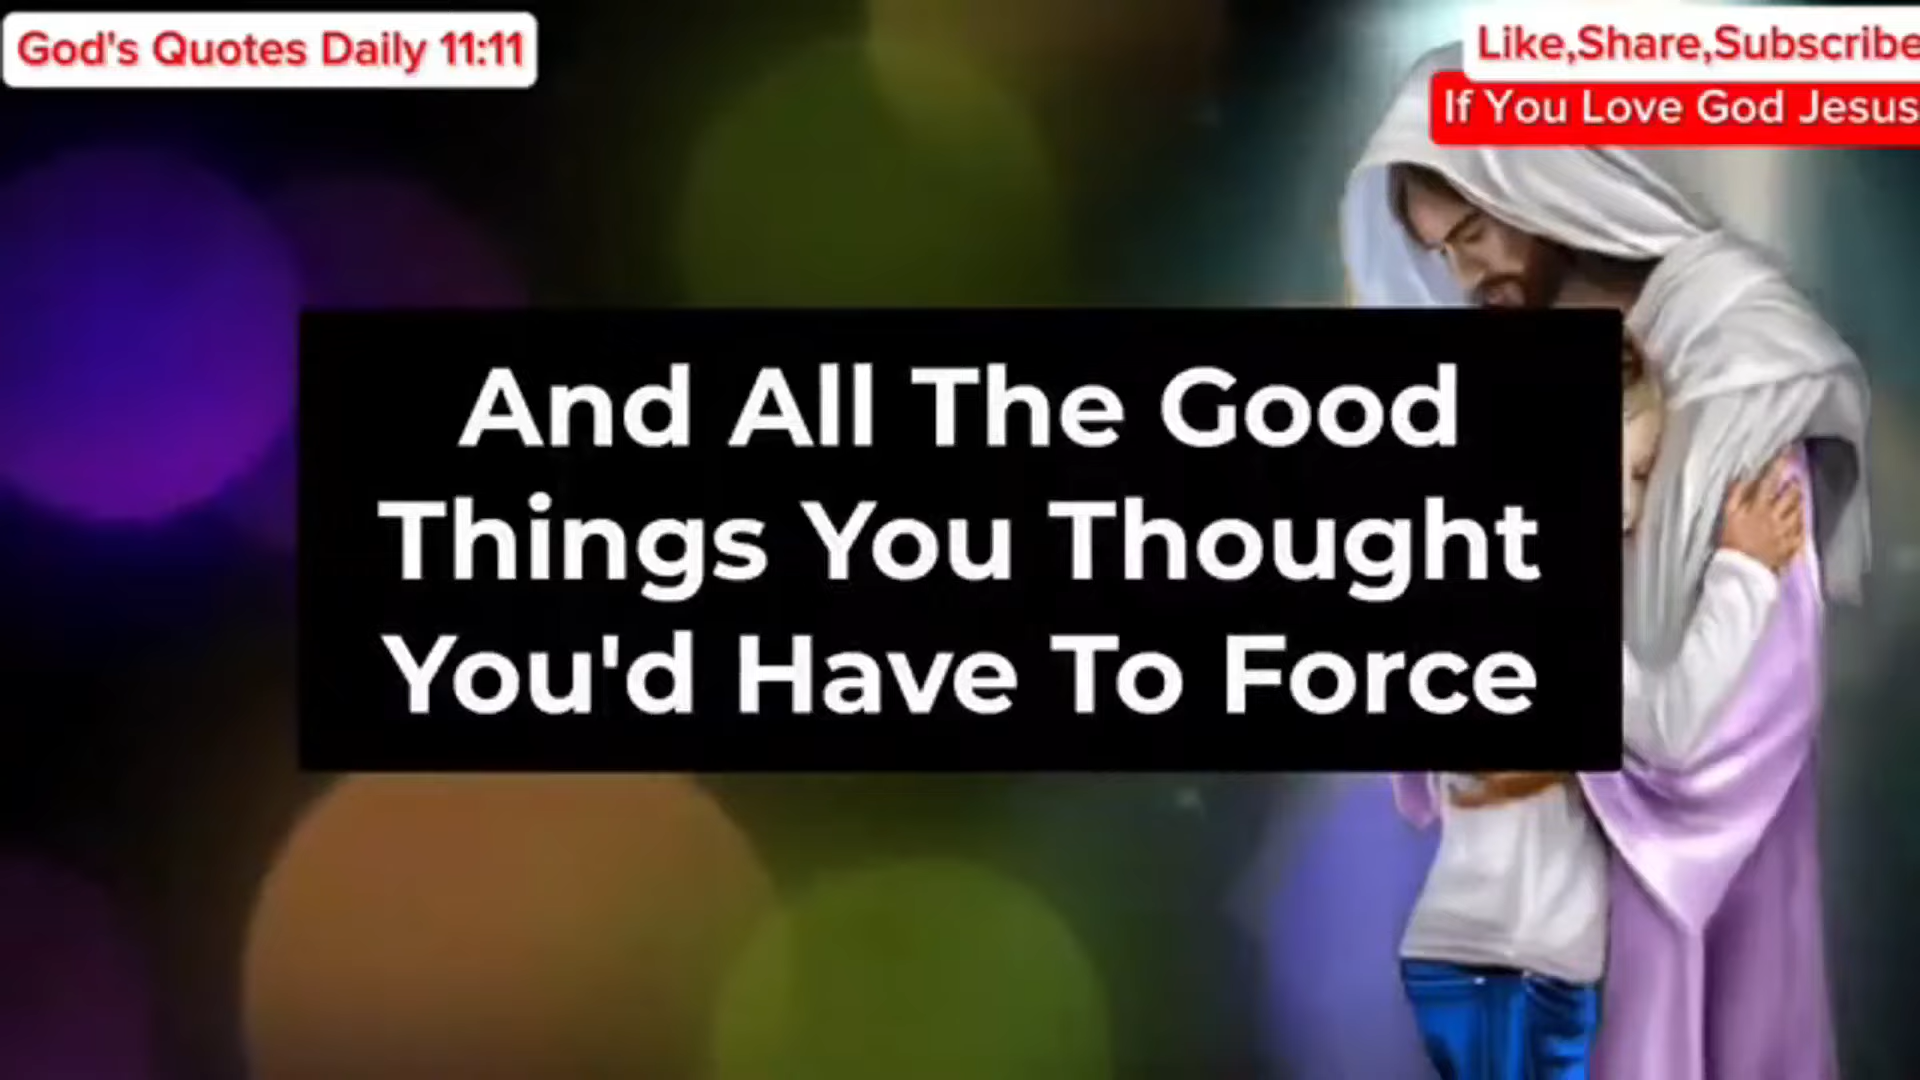 God's Quotes Daily 11:11
Like,Share,Subscribe
If You Love God Jesus
And All The Good
Things You Thought
You'd Have To Force